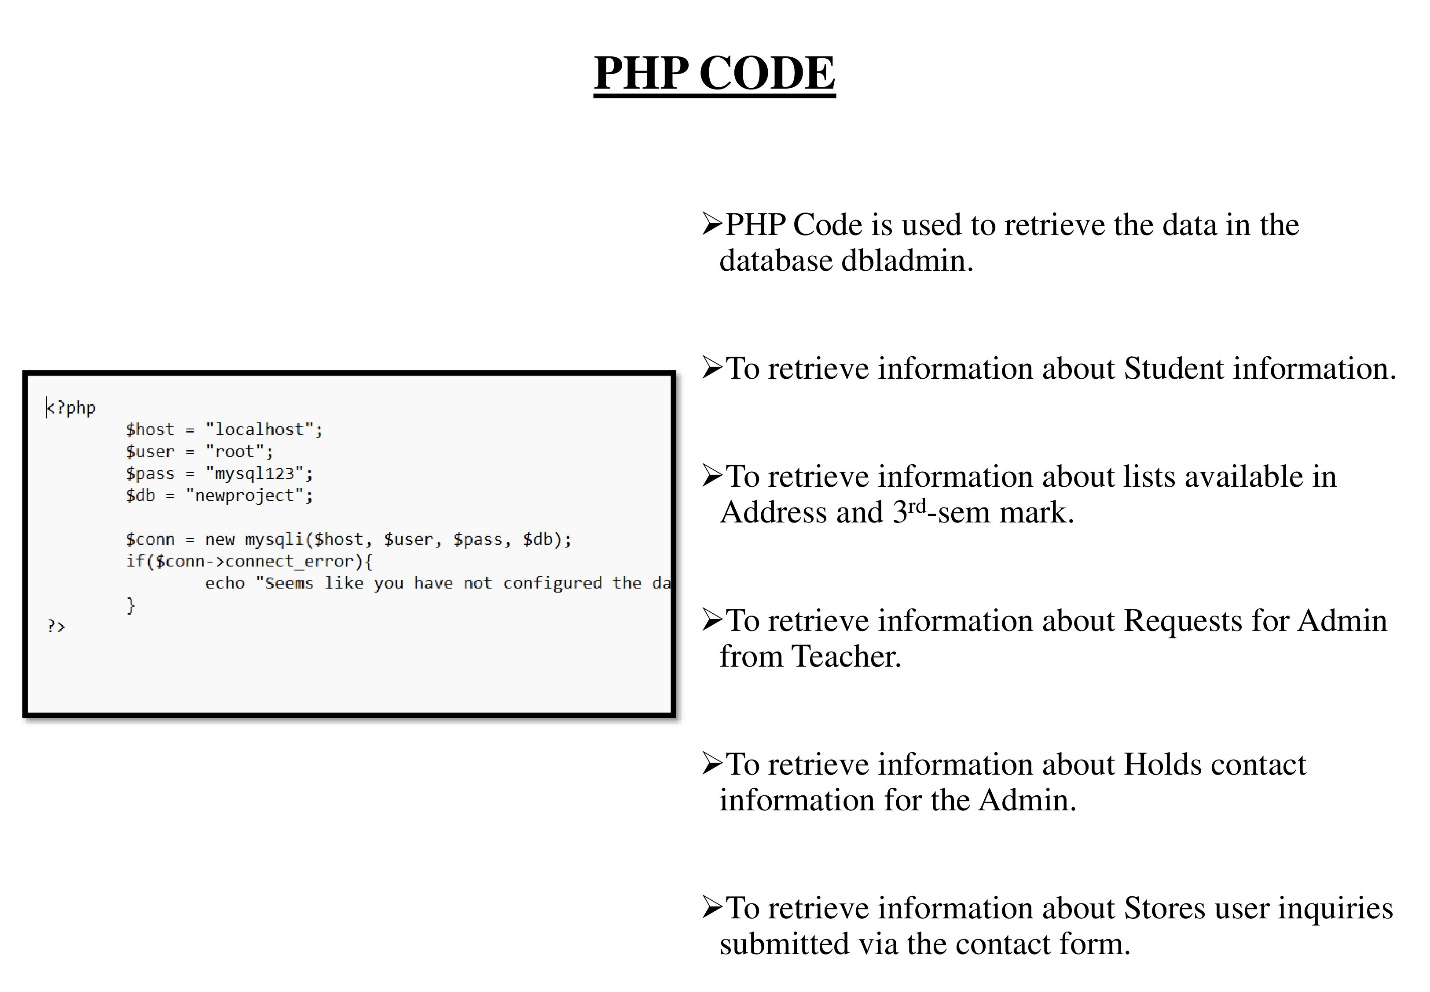 PHP CODE
<?php
$host = "localhost";
$user = "root";
$pass = "mysql123";
$db = "newproject";
$conn = new mysqli($host, $user, $pass, $db);
if($conn->connect_error){
echo "Seems like you have not configured the da
}
?>
➢PHP Code is used to retrieve the data in the
database dbladmin.
➢To retrieve information about Student information.
➢To retrieve information about lists available in
Address and 3rd-sem mark.
➢To retrieve information about Requests for Admin
from Teacher.
➢To retrieve information about Holds contact
information for the Admin.
➢To retrieve information about Stores user inquiries
submitted via the contact form.